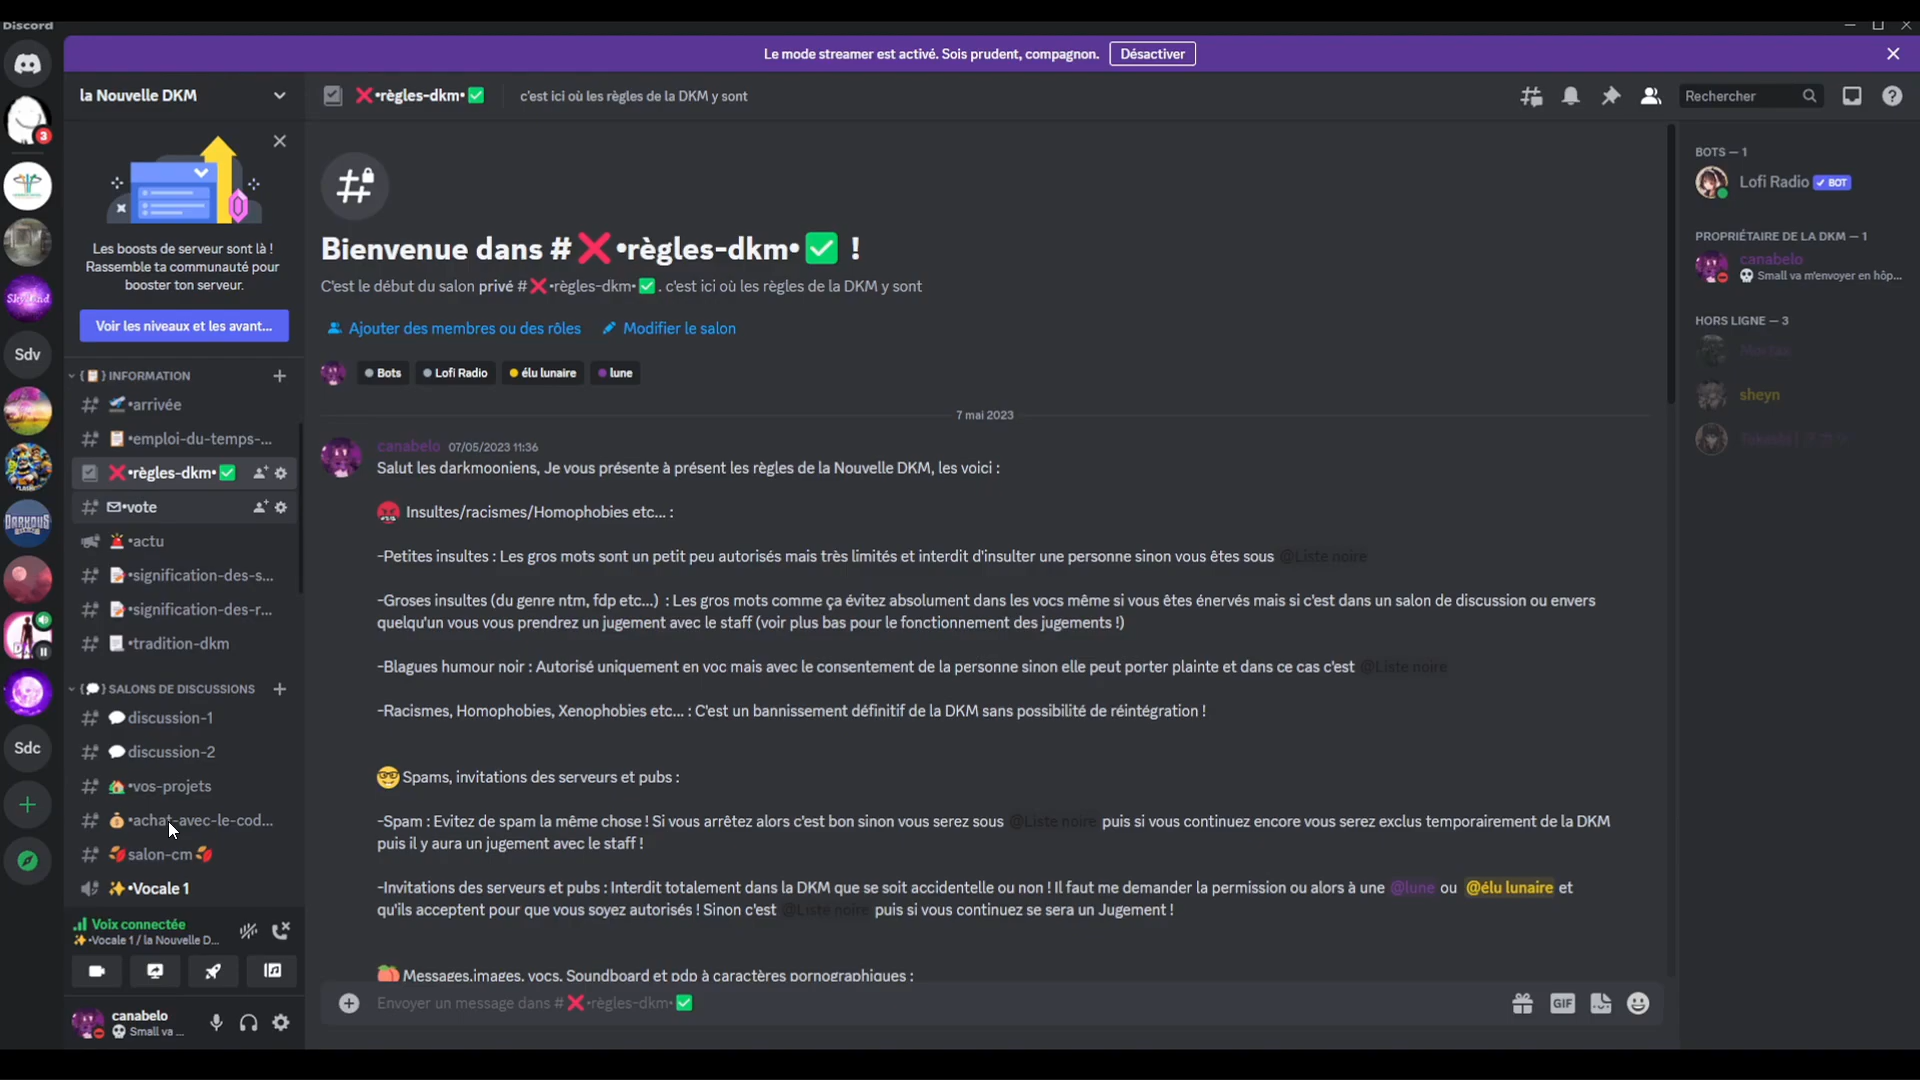 Discord
Le mode streamer est activé. Sois prudent, compagnon. Désactiver
la Nouvelle DKM
Les boosts de serveur sont là !
Rassemble ta communauté pour
booster ton serveur.
Voir les niveaux et les avant...
{📋} INFORMATION
🛫•arrivée
📋•emploi-du-temps-...
❌•règles-dkm•✅
✉•vote
🚨•actu
📝•signification-des-s...
📝•signification-des-r...
📃•tradition-dkm
{💭} SALONS DE DISCUSSIONS
💬discussion-1
💬discussion-2
🏠•vos-projets
💰•achat-avec-le-cod...
🍂salon-cm🍂
✨•Vocale 1
Voix connectée
✨•Vocale 1 / la Nouvelle D...
canabelo
💀 Small va ...
3
Skyland
Sdv
DARKOUS
Sdc
❌•règles-dkm•✅ c'est ici où les règles de la DKM y sont
Rechercher
Bienvenue dans #❌•règles-dkm•✅ !
C'est le début du salon privé #❌•règles-dkm•✅. c'est ici où les règles de la DKM y sont
Ajouter des membres ou des rôles Modifier le salon
Bots Lofi Radio élu lunaire lune
7 mai 2023
canabelo 07/05/2023 11:36
Salut les darkmooniens, Je vous présente à présent les règles de la Nouvelle DKM, les voici :
😡 Insultes/racismes/Homophobies etc... :
-Petites insultes : Les gros mots sont un petit peu autorisés mais très limités et interdit d'insulter une personne sinon vous êtes sous @Liste noire
-Groses insultes (du genre ntm, fdp etc...) : Les gros mots comme ça évitez absolument dans les vocs même si vous êtes énervés mais si c'est dans un salon de discussion ou envers
quelqu'un vous vous prendrez un jugement avec le staff (voir plus bas pour le fonctionnement des jugements !)
-Blagues humour noir : Autorisé uniquement en voc mais avec le consentement de la personne sinon elle peut porter plainte et dans ce cas c'est @Liste noire
-Racismes, Homophobies, Xenophobies etc... : C'est un bannissement définitif de la DKM sans possibilité de réintégration !
🤓Spams, invitations des serveurs et pubs :
-Spam : Evitez de spam la même chose ! Si vous arrêtez alors c'est bon sinon vous serez sous @Liste noire puis si vous continuez encore vous serez exclus temporairement de la DKM
puis il y aura un jugement avec le staff !
-Invitations des serveurs et pubs : Interdit totalement dans la DKM que se soit accidentelle ou non ! Il faut me demander la permission ou alors à une @lune ou @élu lunaire et
qu'ils acceptent pour que vous soyez autorisés ! Sinon c'est @Liste noire puis si vous continuez se sera un Jugement !
🍑Messages,images, vocs, Soundboard et pdp à caractères pornographiques :
Envoyer un message dans #❌•règles-dkm•✅
GIF
BOTS — 1
Lofi Radio ✓ BOT
PROPRIÉTAIRE DE LA DKM — 1
canabelo
💀 Small va m'envoyer en hôp...
HORS LIGNE — 3
sheyn